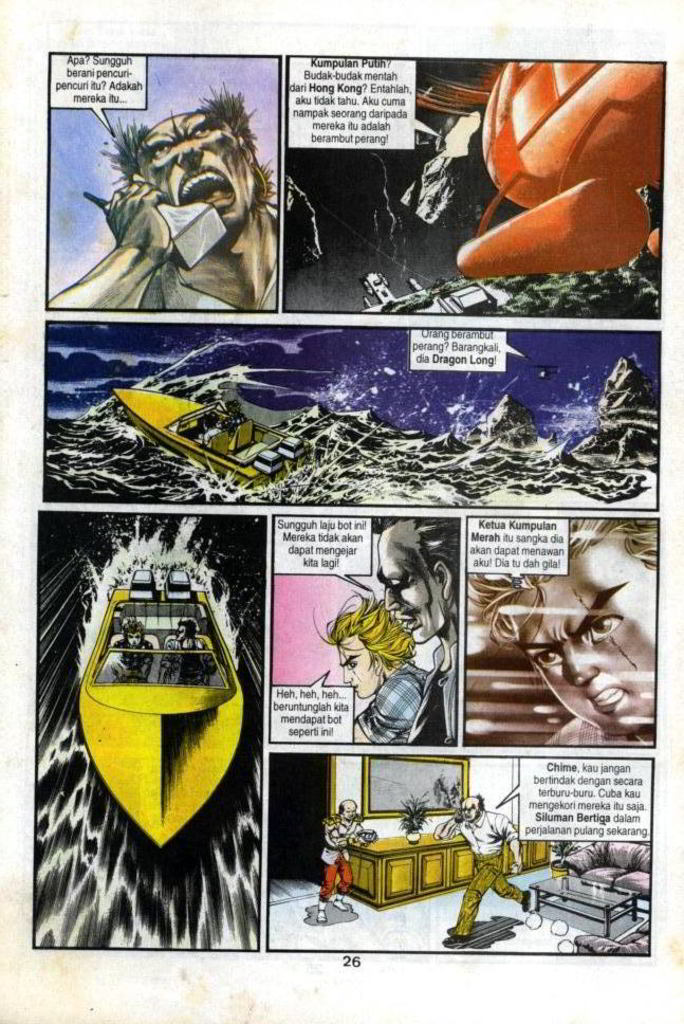 Apa? Sungguh
berani pencuri-
pencuri itu? Adakah
mereka itu...
Kumpulan Putih?
Budak-budak mentah
dari Hong Kong? Entahlah,
aku tidak tahu. Aku cuma
nampak seorang daripada
mereka itu adalah
berambut perang!
Orang berambut
perang? Barangkali,
dia Dragon Long!
Sungguh laju bot ini!
Mereka tidak akan
dapat mengejar
kita lagi!
Heh, heh, heh...
beruntunglah kita
mendapat bot
seperti ini!
Ketua Kumpulan
Merah itu sangka dia
akan dapat menawan
aku! Dia tu dah gila!
Chime, kau jangan
bertindak dengan secara
terburu-buru. Cuba kau
mengekori mereka itu saja.
Siluman Bertiga dalam
perjalanan pulang sekarang.
26